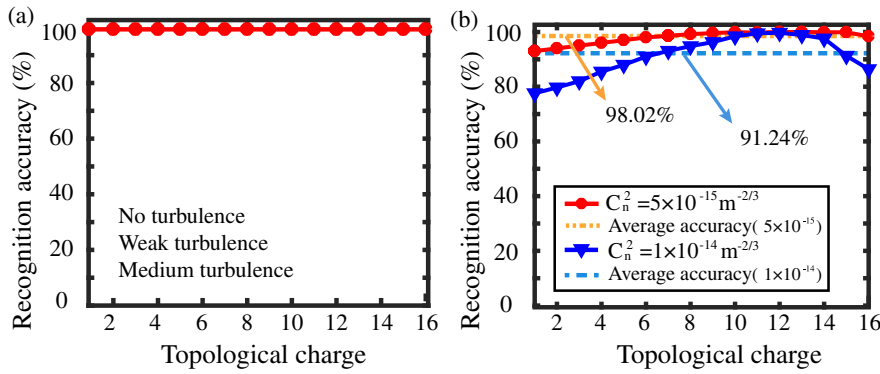 (a)
Recognition accuracy (%)
100
80
60
40
20
0
No turbulence
Weak turbulence
Medium turbulence
2 4 6 8 10 12 14 16
Topological charge
(b)
Recognition accuracy (%)
100
80
60
40
20
0
98.02%
91.24%
C_n^2 =5×10^-15 m^-2/3
Average accuracy( 5×10^-15)
C_n^2 =1×10^-14 m^-2/3
Average accuracy( 1×10^-14)
2 4 6 8 10 12 14 16
Topological charge